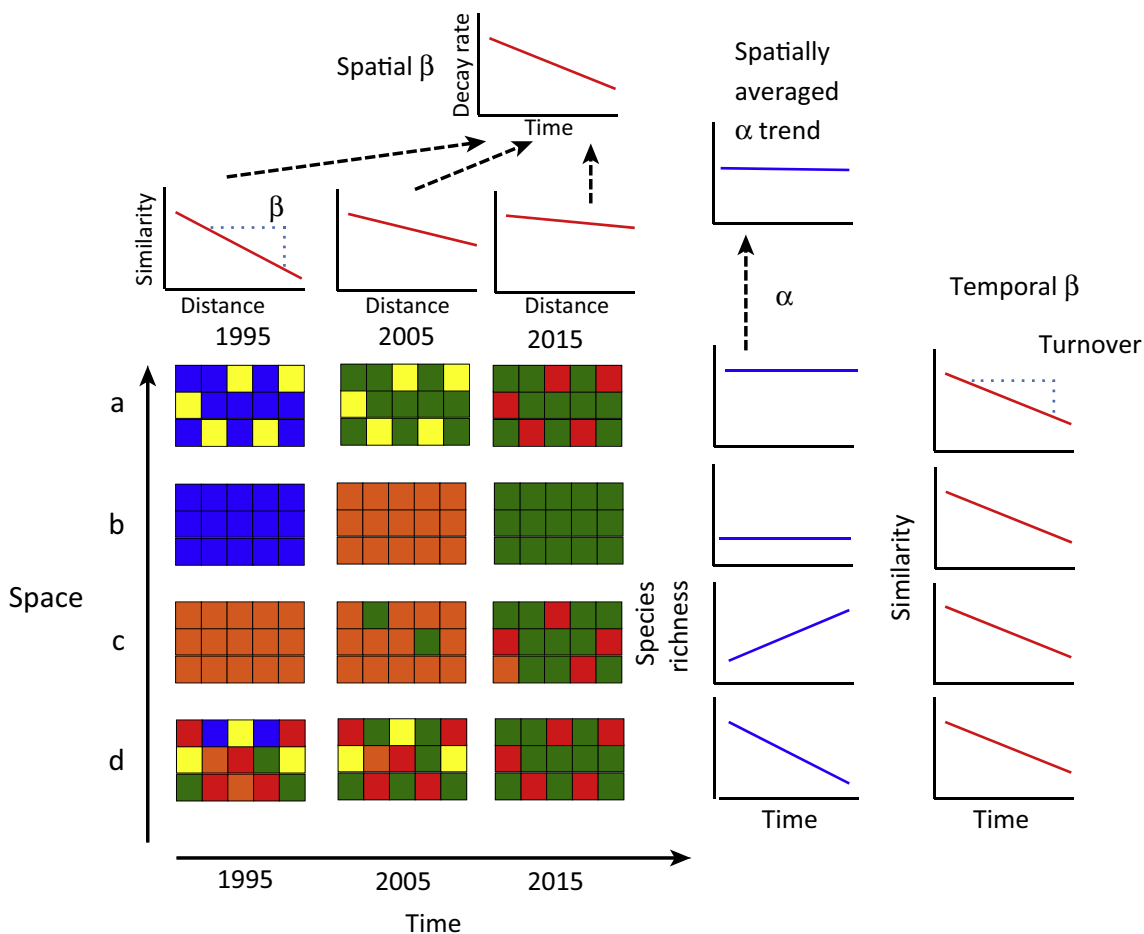 Decay rate
Spatial β
Time
Spatially
averaged
α trend
Similarity
β
Distance
Distance
Distance
1995
2005
2015
α
Temporal β
Turnover
a
b
c
d
Space
Species
richness
Similarity
Time
Time
1995
2005
2015
Time